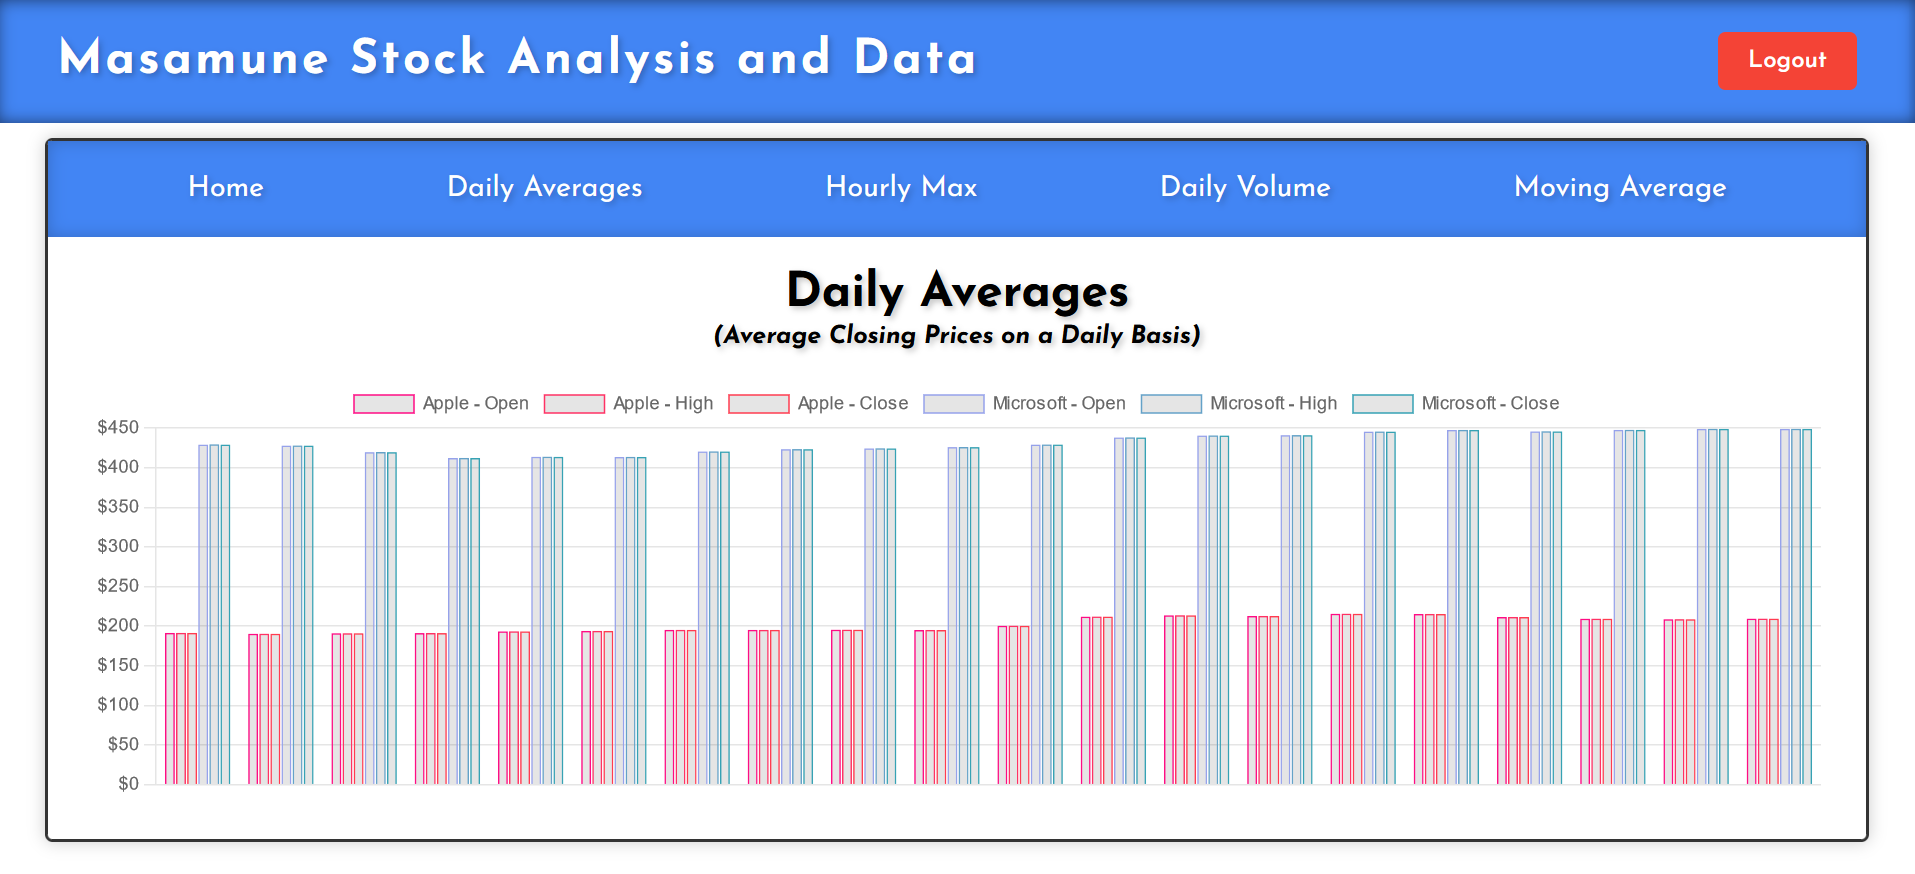 Masamune Stock Analysis and Data
Logout
Home Daily Averages Hourly Max Daily Volume Moving Average
Daily Averages
(Average Closing Prices on a Daily Basis)
Apple - Open Apple - High Apple - Close Microsoft - Open Microsoft - High Microsoft - Close
$450
$400
$350
$300
$250
$200
$150
$100
$50
$0